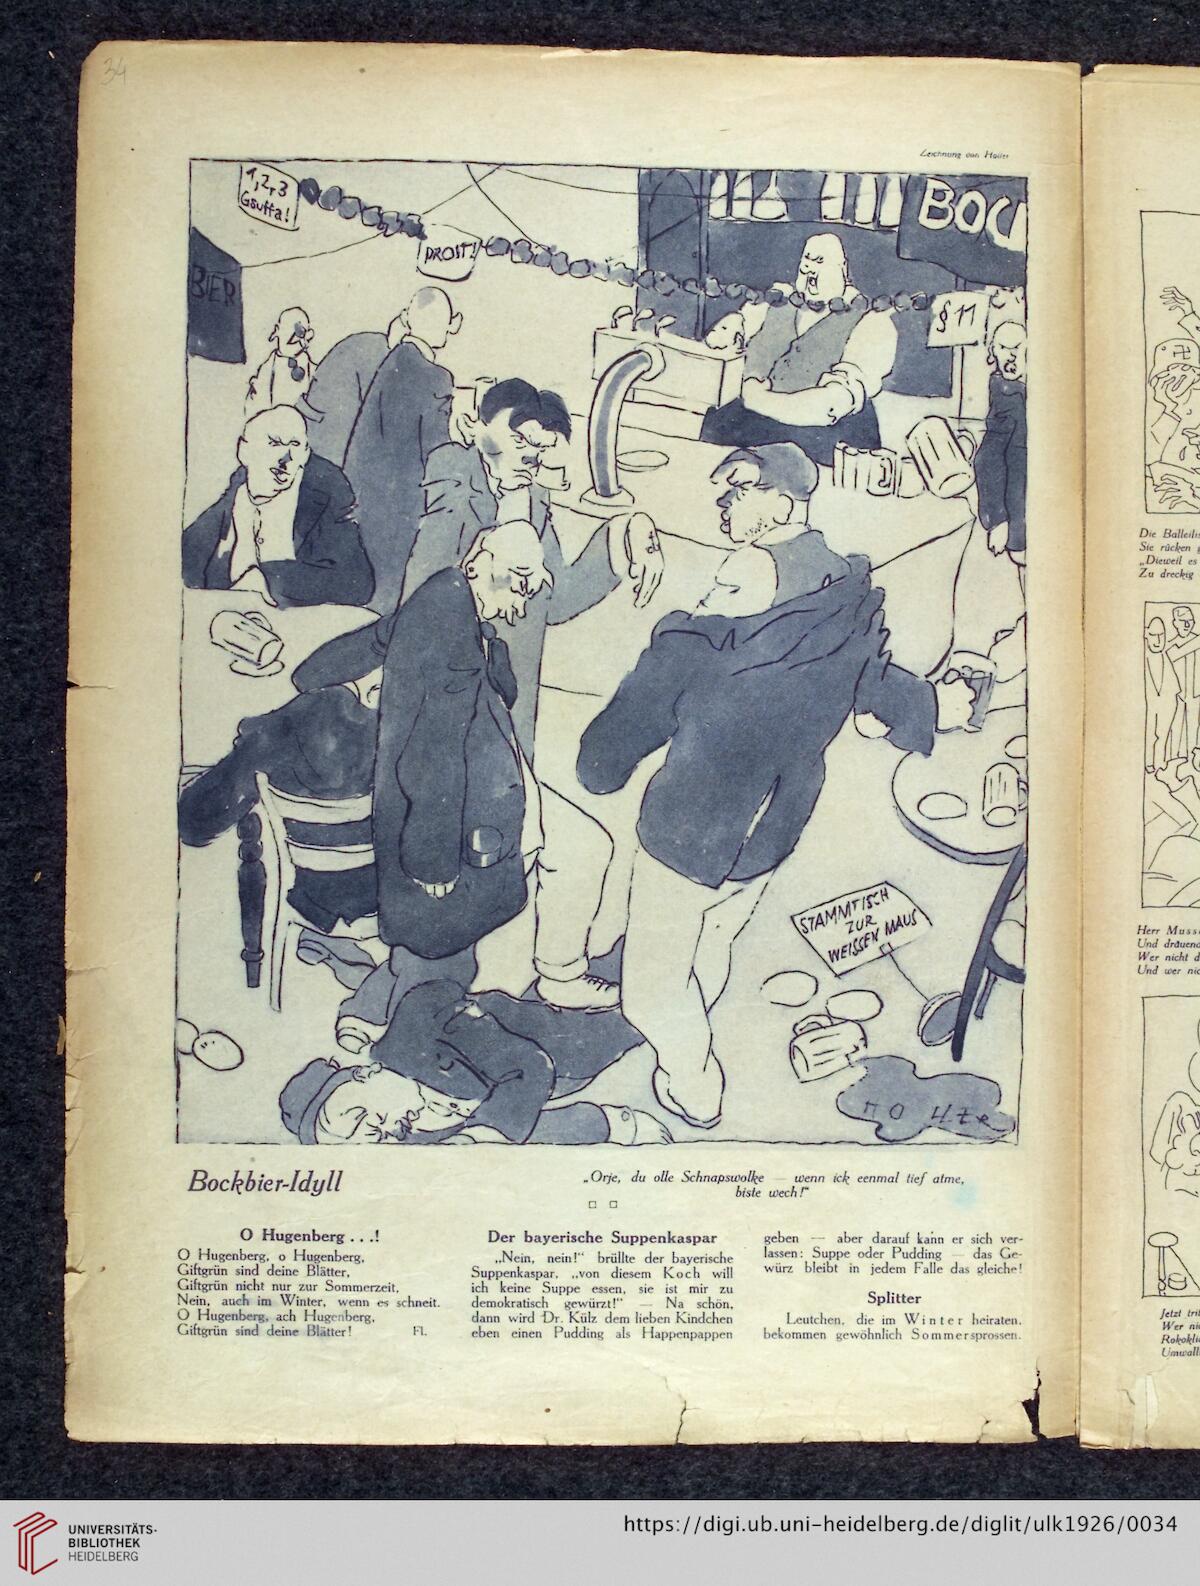 34
Zeichnung von Holtz
1, 2, 3
Gsuffa!
PROST!
BOC
BIER
§ 11
STAMMTISCH
ZUR
WEISSEN MAUS
HOLTZ
Bockbier-Idyll
„Orje, du olle Schnapswolke — wenn ick eenmal tief atme,
biste wech!“
O Hugenberg . . .!
O Hugenberg, o Hugenberg,
Giftgrün sind deine Blätter,
Giftgrün nicht nur zur Sommerzeit,
Nein, auch im Winter, wenn es schneit.
O Hugenberg, ach Hugenberg,
Giftgrün sind deine Blätter! Fl.
Der bayerische Suppenkaspar
„Nein, nein!“ brüllte der bayerische
Suppenkaspar, „von diesem Koch will
ich keine Suppe essen, sie ist mir zu
demokratisch gewürzt!“ — Na schön,
dann wird Dr. Külz dem lieben Kindchen
eben einen Pudding als Happenpappen
geben — aber darauf kann er sich ver-
lassen: Suppe oder Pudding — das Ge-
würz bleibt in jedem Falle das gleiche!
Splitter
Leutchen, die im Winter heiraten,
bekommen gewöhnlich Sommersprossen.
Die Balleili
Sie rücken
„Dieweil es
Zu dreckig
Herr Muss
Und dräuend
Wer nicht d
Und wer nic
Jetzt trit
Wer ni
Rokokli
Umwall
UNIVERSITÄTS-
BIBLIOTHEK
HEIDELBERG
https://digi.ub.uni-heidelberg.de/diglit/ulk1926/0034